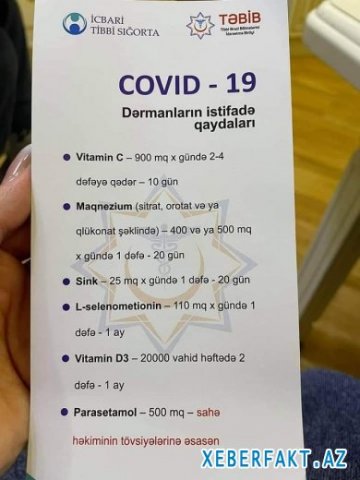 İCBARİ
TİBBİ SIĞORTA
TƏBİB
COVID - 19
Dərmanların istifadə
qaydaları
Vitamin C – 900 mq x gündə 2-4
dəfəyə qədər – 10 gün
Maqnezium (sitrat, orotat və ya
qlükonat şəklində) – 400 və ya 500 mq
x gündə 1 dəfə - 20 gün
Sink – 25 mq x gündə 1 dəfə - 20 gün
L-selenometionin – 110 mq x gündə 1
dəfə - 1 ay
Vitamin D3 – 20000 vahid həftədə 2
dəfə - 1 ay
Parasetamol – 500 mq – sahə
həkiminin tövsiyələrinə əsasən
XEBERFAKT.AZ